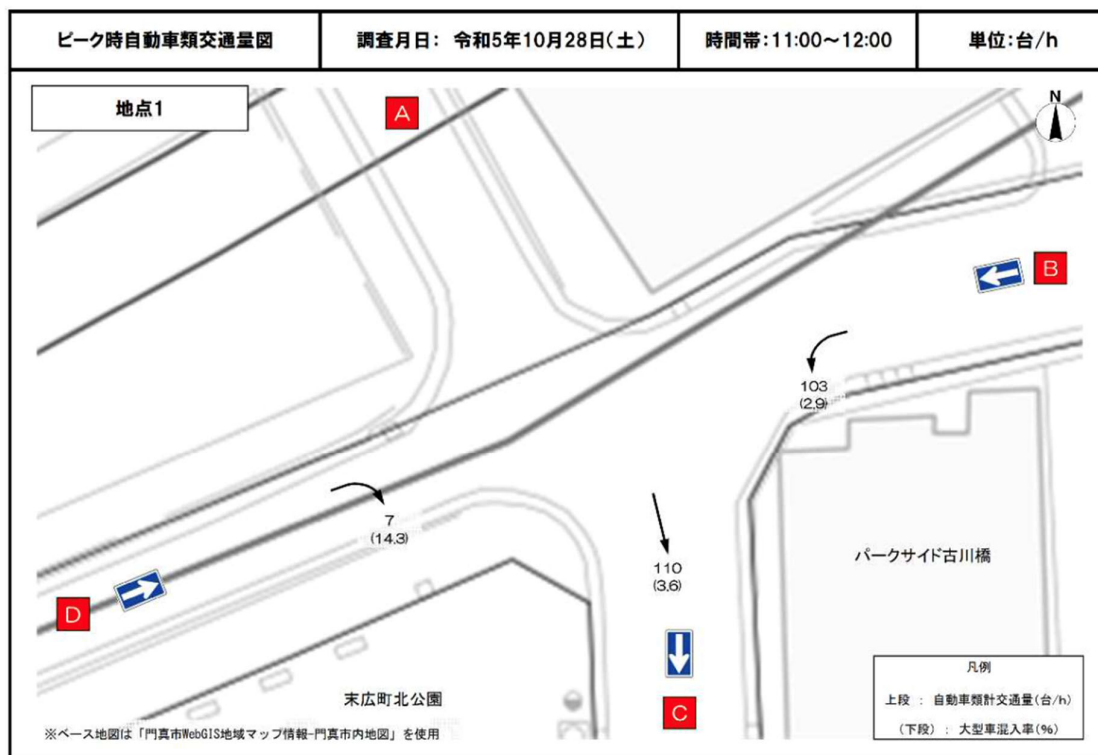 ピーク時自動車類交通量図
調査月日： 令和5年10月28日（土）
時間帯：11:00～12:00
単位：台/h
地点1
A
N
B
103
(2.9)
7
(14.3)
110
(3.6)
パークサイド古川橋
D
C
末広町北公園
凡例
上段 ： 自動車類計交通量(台/h)
(下段) ： 大型車混入率(%)
※ベース地図は「門真市WebGIS地域マップ情報-門真市内地図」を使用